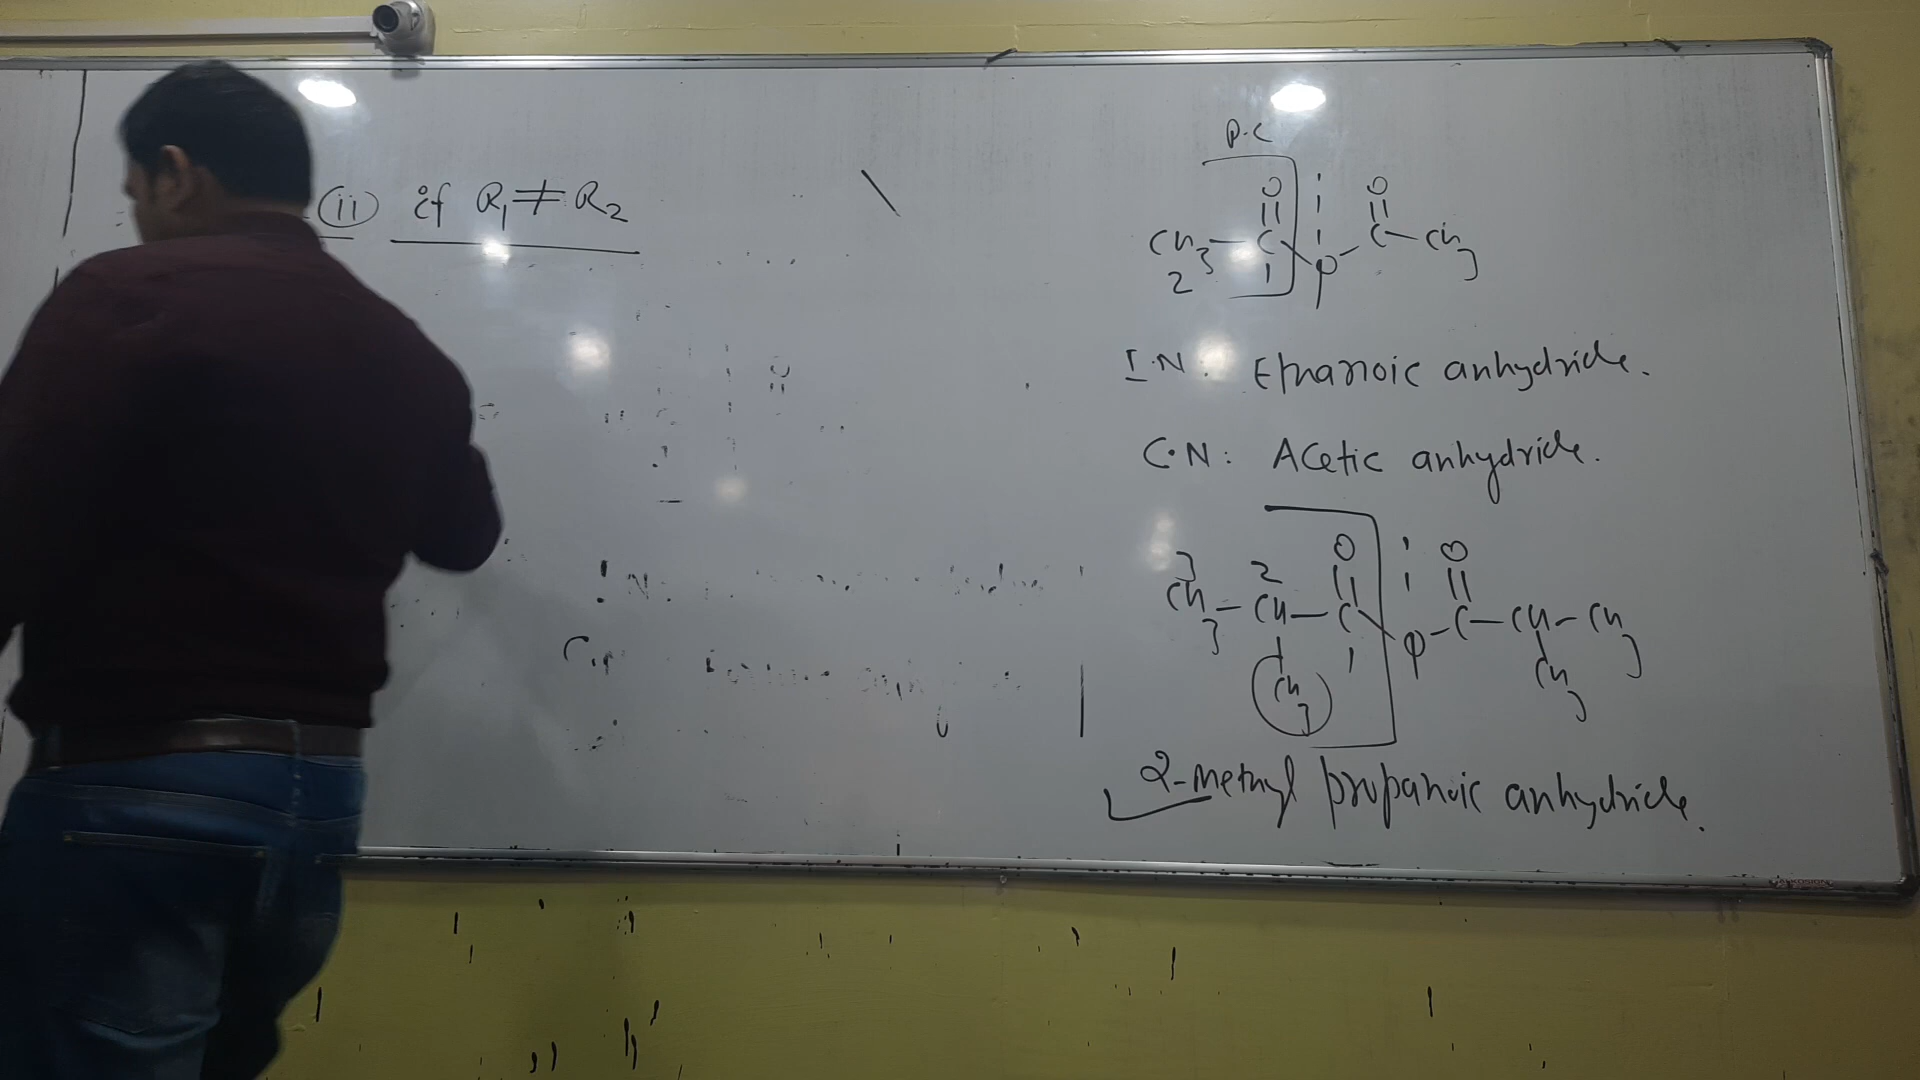 (ii) if R₁ ≠ R₂
P.C
O O
CH₃ - C - O - C - CH₃
2 1
I.N. Ethanoic anhydride.
C.N: Acetic anhydride.
O O
3 2
CH₃ - CH - C - O - C - CH - CH₃
1
CH₃ CH₃
2-methyl propanoic anhydride.